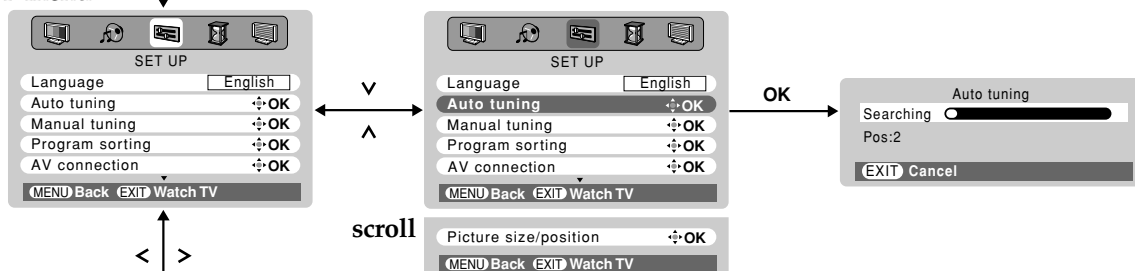 SET UP
Language English
Auto tuning OK
Manual tuning OK
Program sorting OK
AV connection OK
MENU Back EXIT Watch TV
SET UP
Language English
Auto tuning OK
Manual tuning OK
Program sorting OK
AV connection OK
MENU Back EXIT Watch TV
scroll
Picture size/position OK
MENU Back EXIT Watch TV
OK
Auto tuning
Searching
Pos:2
EXIT Cancel